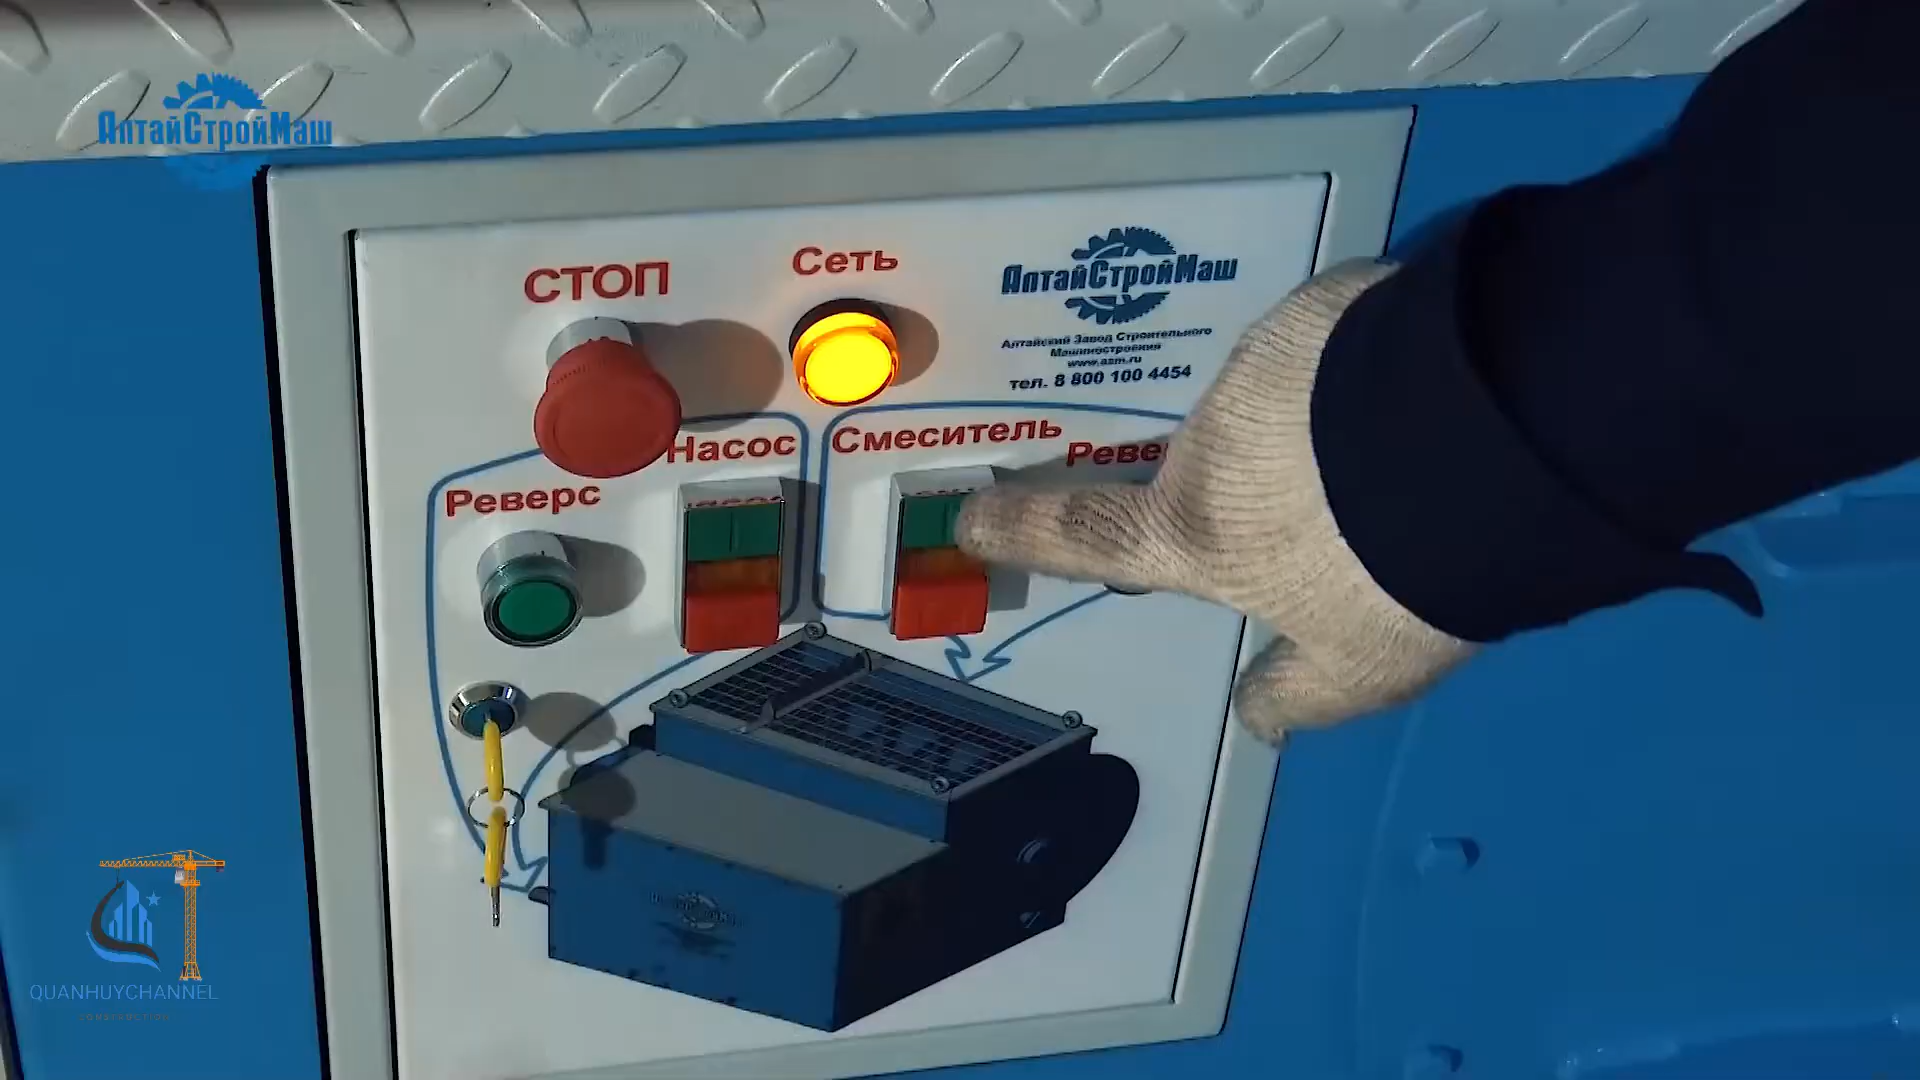 АлтайСтройМаш
СТОП
Сеть
АлтайСтройМаш
Алтайский Завод Строительного
Машиностроения
www.asm.ru
тел. 8 800 100 4454
Насос
Смеситель
Реверс
QUANHUYCHANNEL
CONSTRUCTION